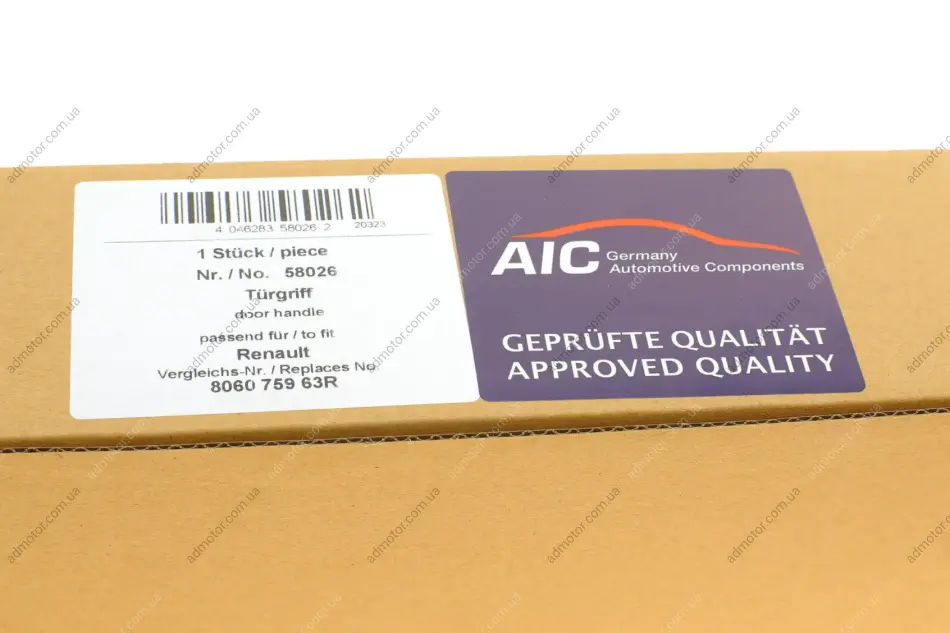 4 046283 58026 2 20323
1 Stück / piece
Nr. / No. 58026
Türgriff
door handle
passend für / to fit
Renault
Vergleichs-Nr. / Replaces No
8060 759 63R
AIC Germany
Automotive Components
GEPRÜFTE QUALITÄT
APPROVED QUALITY
admotor.com.ua